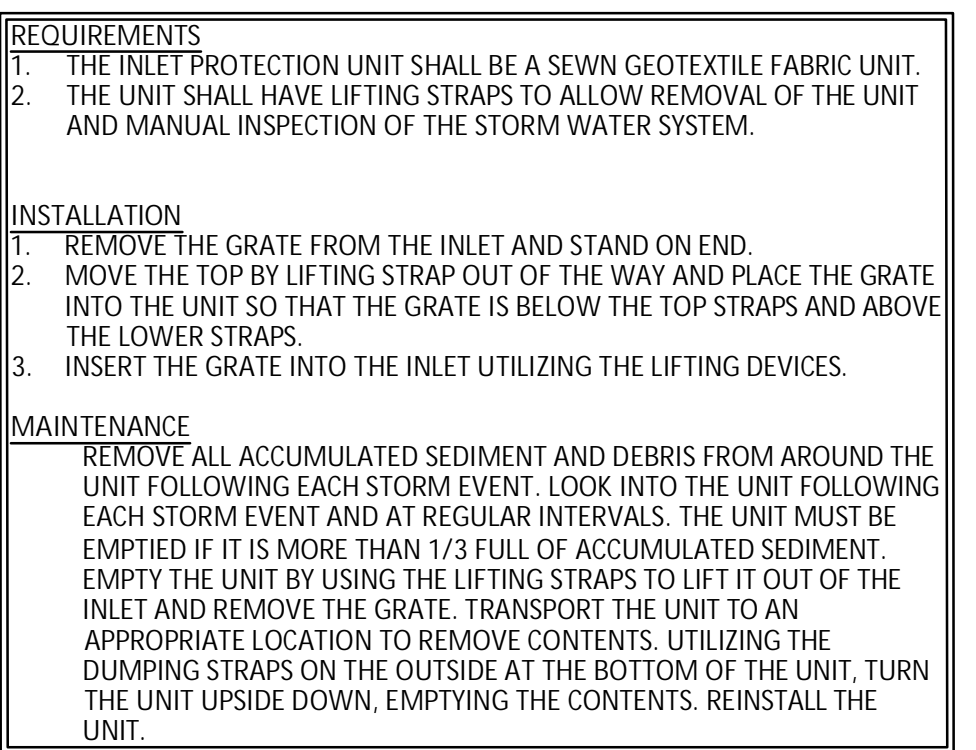 REQUIREMENTS
1. THE INLET PROTECTION UNIT SHALL BE A SEWN GEOTEXTILE FABRIC UNIT.
2. THE UNIT SHALL HAVE LIFTING STRAPS TO ALLOW REMOVAL OF THE UNIT
AND MANUAL INSPECTION OF THE STORM WATER SYSTEM.
INSTALLATION
1. REMOVE THE GRATE FROM THE INLET AND STAND ON END.
2. MOVE THE TOP BY LIFTING STRAP OUT OF THE WAY AND PLACE THE GRATE
INTO THE UNIT SO THAT THE GRATE IS BELOW THE TOP STRAPS AND ABOVE
THE LOWER STRAPS.
3. INSERT THE GRATE INTO THE INLET UTILIZING THE LIFTING DEVICES.
MAINTENANCE
REMOVE ALL ACCUMULATED SEDIMENT AND DEBRIS FROM AROUND THE
UNIT FOLLOWING EACH STORM EVENT. LOOK INTO THE UNIT FOLLOWING
EACH STORM EVENT AND AT REGULAR INTERVALS. THE UNIT MUST BE
EMPTIED IF IT IS MORE THAN 1/3 FULL OF ACCUMULATED SEDIMENT.
EMPTY THE UNIT BY USING THE LIFTING STRAPS TO LIFT IT OUT OF THE
INLET AND REMOVE THE GRATE. TRANSPORT THE UNIT TO AN
APPROPRIATE LOCATION TO REMOVE CONTENTS. UTILIZING THE
DUMPING STRAPS ON THE OUTSIDE AT THE BOTTOM OF THE UNIT, TURN
THE UNIT UPSIDE DOWN, EMPTYING THE CONTENTS. REINSTALL THE
UNIT.